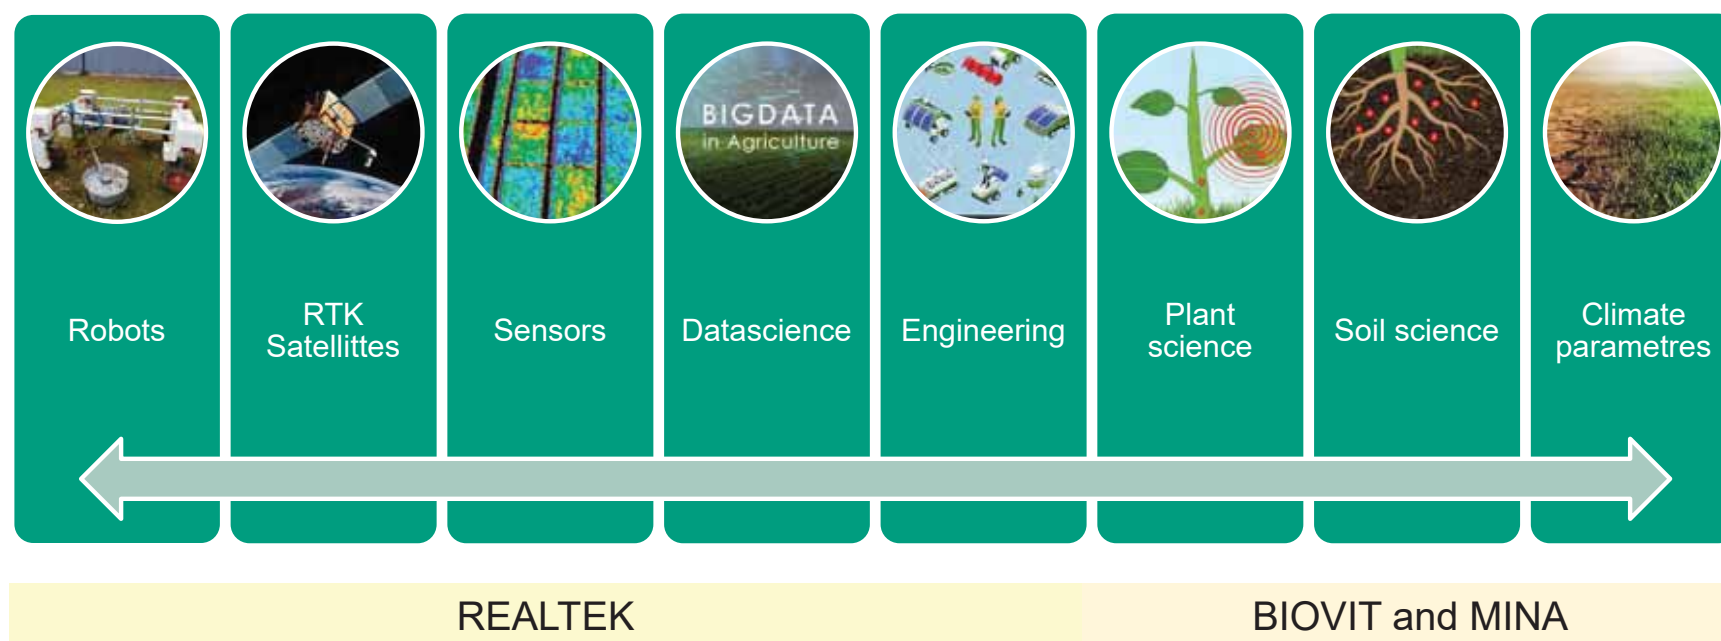 BIGDATA
in Agriculture
Robots
RTK
Satellittes
Sensors
Datascience
Engineering
Plant
science
Soil science
Climate
parametres
REALTEK
BIOVIT and MINA